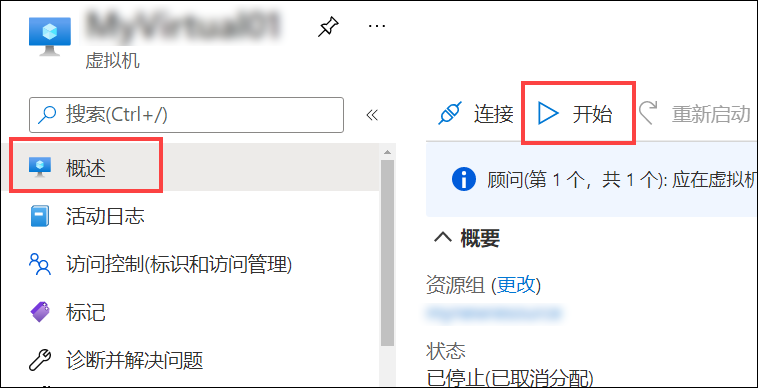 MyVirtual01
虚拟机
搜索(Ctrl+/)
概述
活动日志
访问控制(标识和访问管理)
标记
诊断并解决问题
连接
开始
重新启动
顾问(第 1 个，共 1 个): 应在虚拟机
概要
资源组 (更改)
状态
已停止(已取消分配)